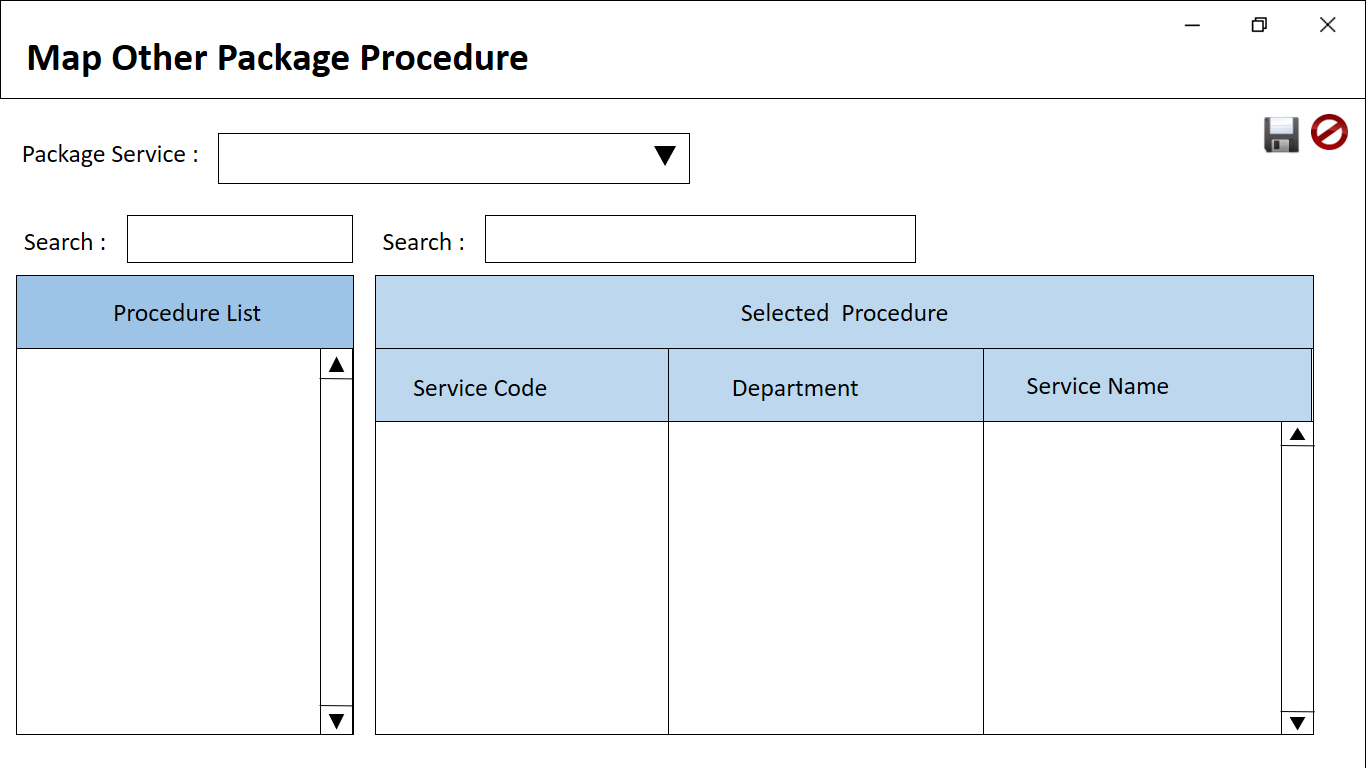 Map Other Package Procedure
Package Service :
Search :
Search :
Procedure List
Selected  Procedure
Service Code
Department
Service Name